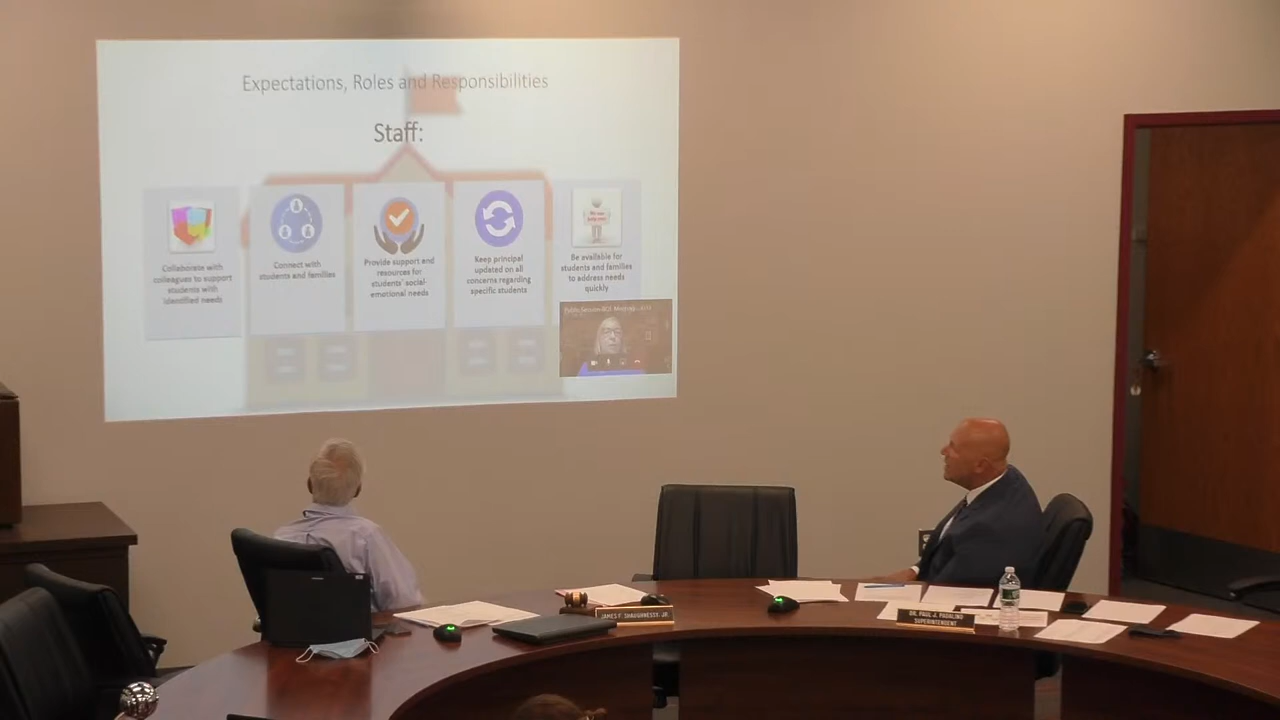 Expectations, Roles and Responsibilities
Staff:
Collaborate with
colleagues to support
students with
identified needs
Connect with
students and families
Provide support and
resources for
students' social-
emotional needs
Keep principal
updated on all
concerns regarding
specific students
Be available for
students and families
to address needs
quickly
JAMES F. SHAUGHNESSY, JR.
DR. PAUL J. PADALINO
SUPERINTENDENT